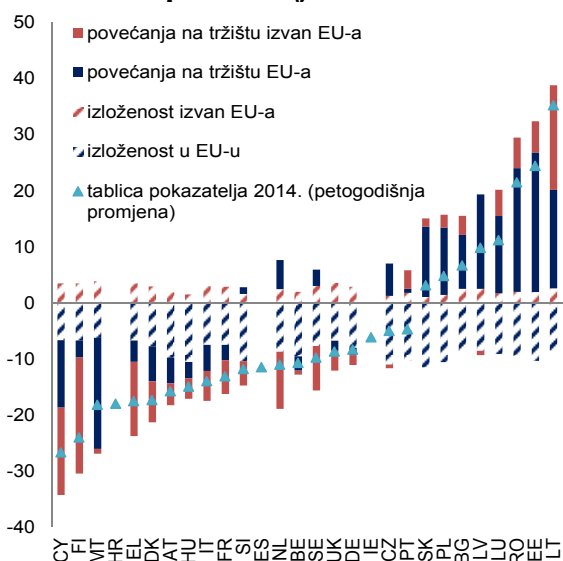 50
40
30
20
10
0
-10
-20
-30
-40
povećanja na tržištu izvan EU-a
povećanja na tržištu EU-a
izloženost izvan EU-a
izloženost u EU-u
tablica pokazatelja 2014. (petogodišnja
promjena)
CY FI MT HR EL DK AT HU IT FR SI ES NL BE SE UK DE IE CZ PT SK PL BG LV LU RO EE LT